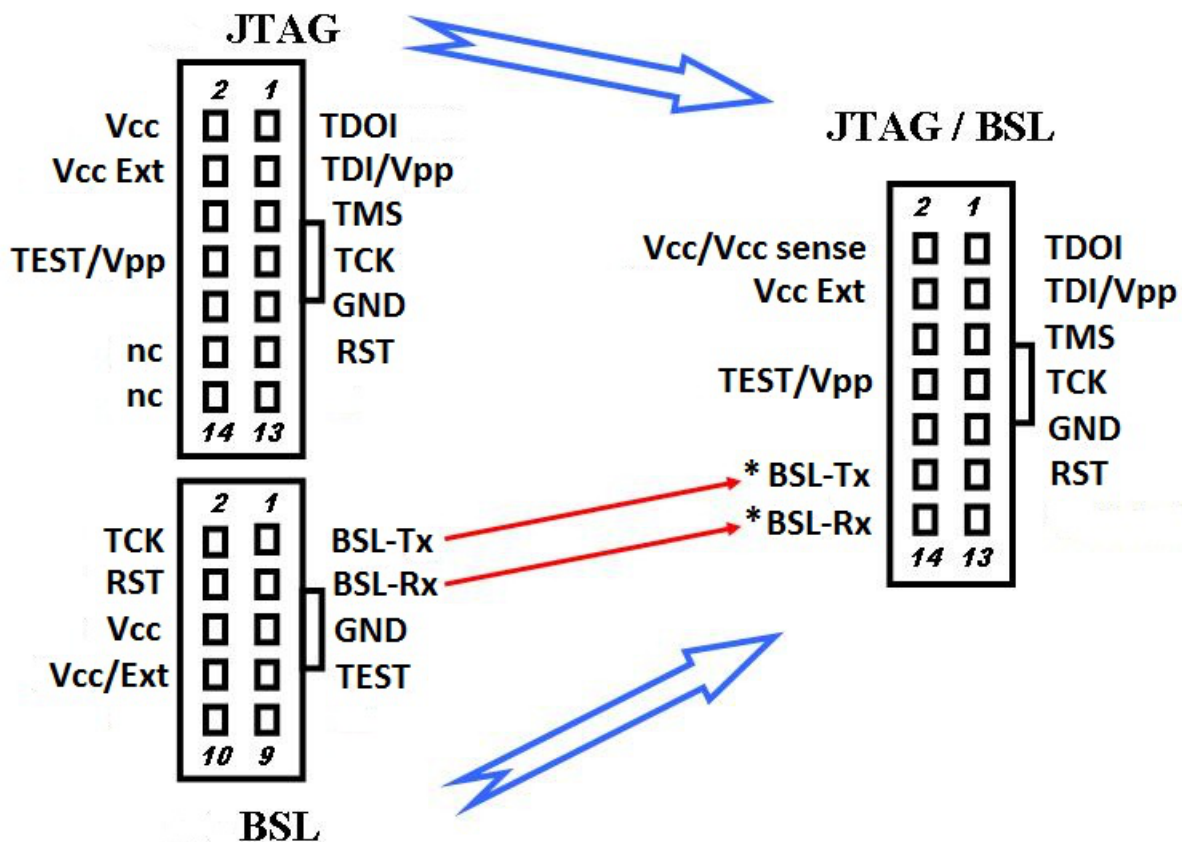 JTAG
2 1
Vcc TDOI
Vcc Ext TDI/Vpp
TMS
TEST/Vpp TCK
GND
nc RST
nc
14 13
2 1
TCK BSL-Tx
RST BSL-Rx
Vcc GND
Vcc/Ext TEST
10 9
BSL
JTAG / BSL
2 1
Vcc/Vcc sense TDOI
Vcc Ext TDI/Vpp
TMS
TEST/Vpp TCK
GND
* BSL-Tx RST
* BSL-Rx
14 13